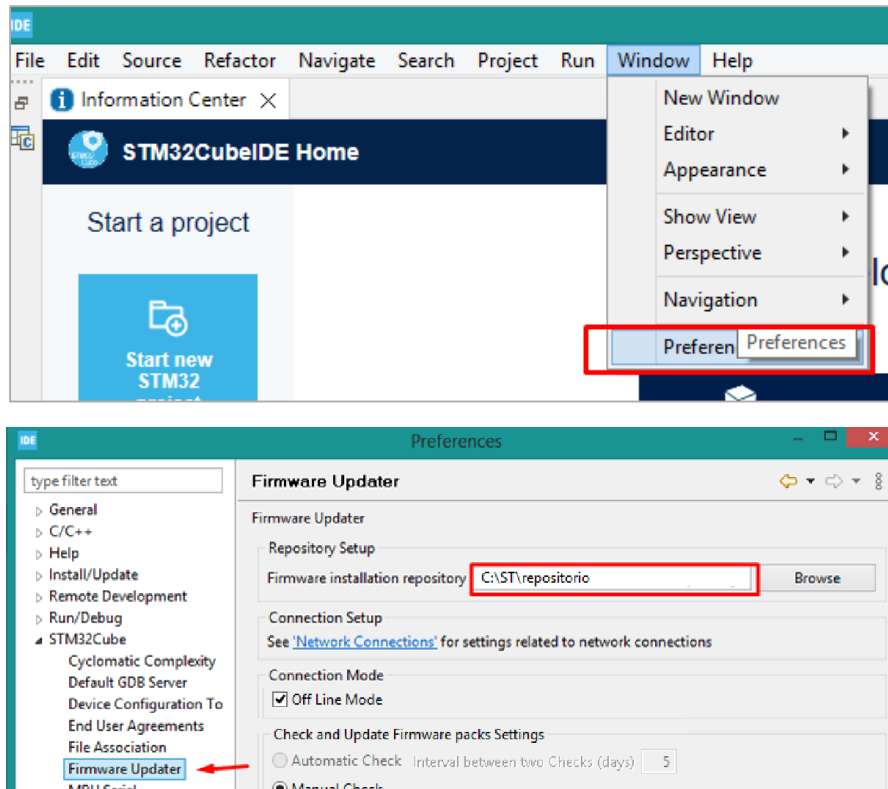 IDE
File Edit Source Refactor Navigate Search Project Run Window Help
Information Center
New Window
Editor
Appearance
Show View
Perspective
Navigation
Preferen
Preferences
STM32CubeIDE Home
Start a project
Start new
STM32
project
IDE
Preferences
type filter text
General
C/C++
Help
Install/Update
Remote Development
Run/Debug
STM32Cube
Cyclomatic Complexity
Default GDB Server
Device Configuration To
End User Agreements
File Association
Firmware Updater
Firmware Updater
Firmware Updater
Repository Setup
Firmware installation repository C:\ST\repositorio Browse
Connection Setup
See 'Network Connections' for settings related to network connections
Connection Mode
Off Line Mode
Check and Update Firmware packs Settings
Automatic Check Interval between two Checks (days) 5
Manual Check